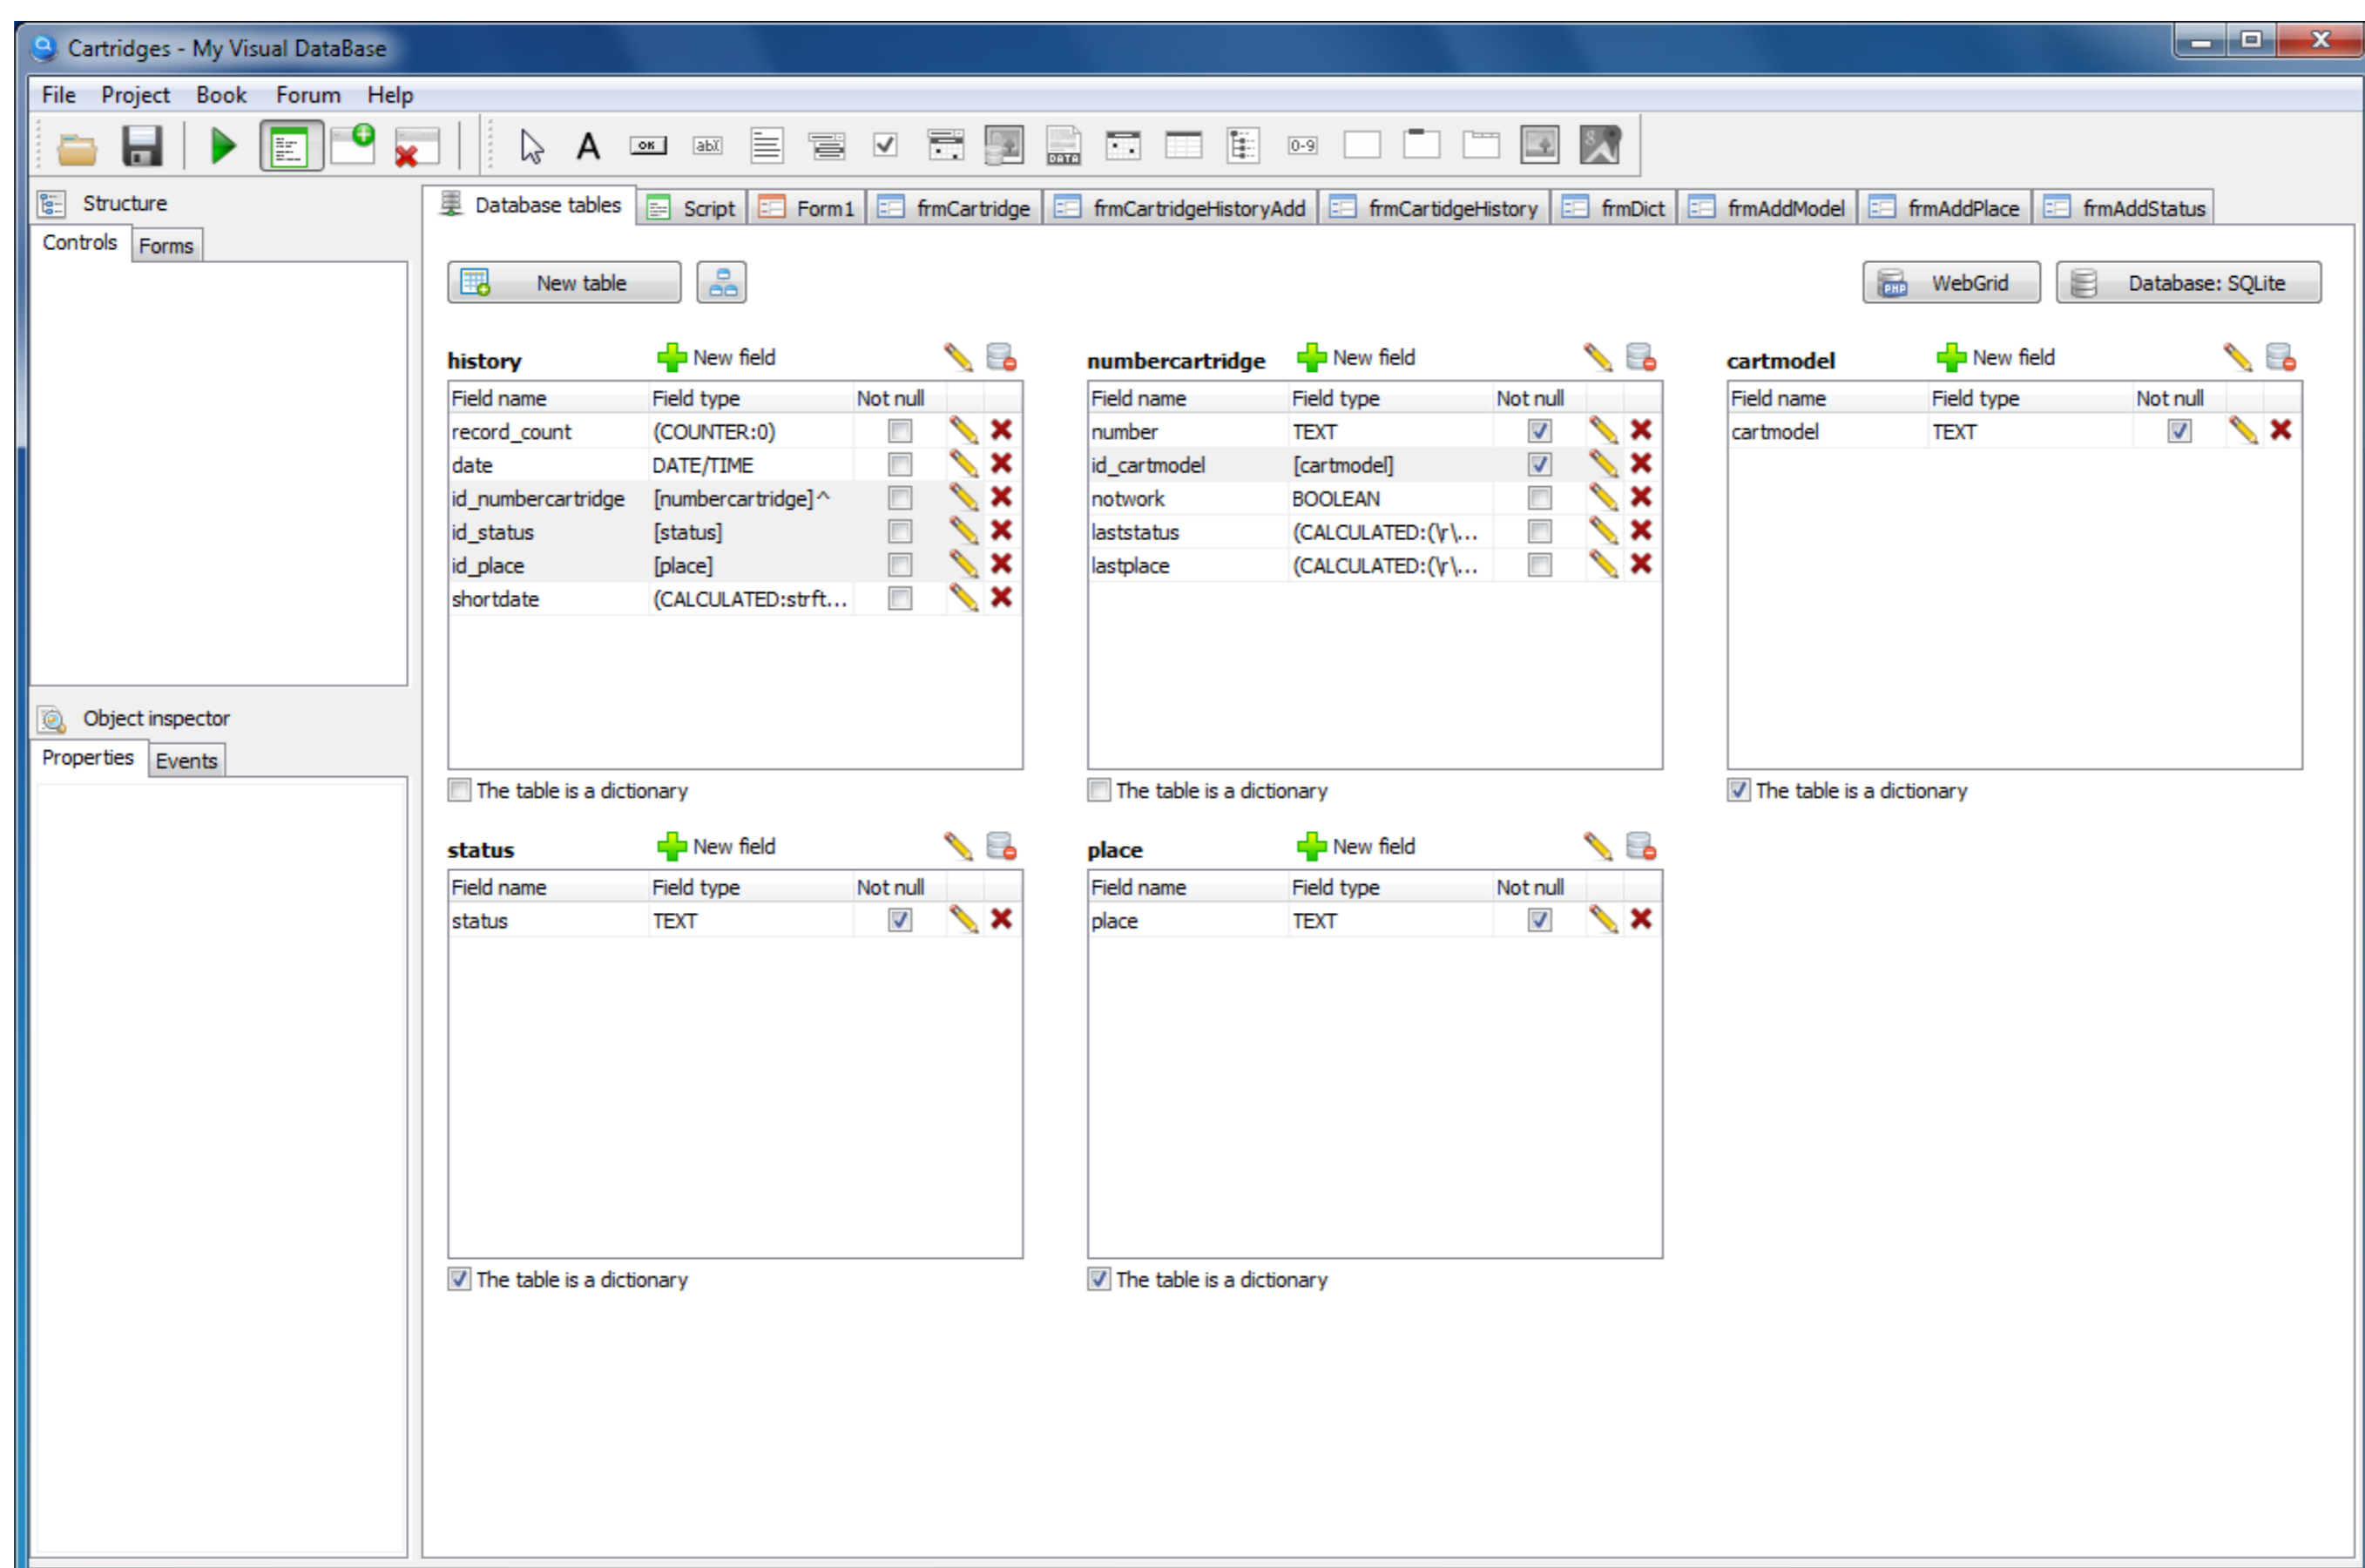 Cartridges - My Visual DataBase
File Project Book Forum Help
A OK abI DATA 0-9 8
Structure
Controls Forms
Database tables Script Form1 frmCartridge frmCartridgeHistoryAdd frmCartidgeHistory frmDict frmAddModel frmAddPlace frmAddStatus
New table PHP WebGrid Database: SQLite
history New field
Field name Field type Not null
record_count (COUNTER:0)
date DATE/TIME
id_numbercartridge [numbercartridge]^
id_status [status]
id_place [place]
shortdate (CALCULATED:strft...
The table is a dictionary
numbercartridge New field
Field name Field type Not null
number TEXT
id_cartmodel [cartmodel]
notwork BOOLEAN
laststatus (CALCULATED:(\r\...
lastplace (CALCULATED:(\r\...
The table is a dictionary
cartmodel New field
Field name Field type Not null
cartmodel TEXT
The table is a dictionary
status New field
Field name Field type Not null
status TEXT
The table is a dictionary
place New field
Field name Field type Not null
place TEXT
The table is a dictionary
Object inspector
Properties Events